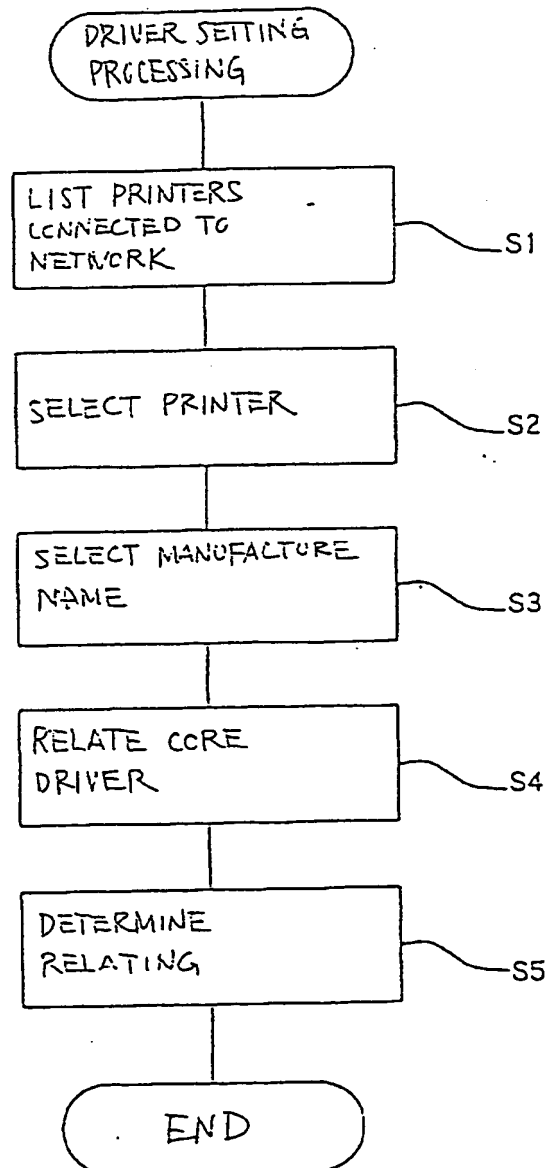 DRIVER SETTING
PROCESSING
LIST PRINTERS
CONNECTED TO
NETWORK
S1
SELECT PRINTER
S2
SELECT MANUFACTURE
NAME
S3
RELATE CORE
DRIVER
S4
DETERMINE
RELATING
S5
END